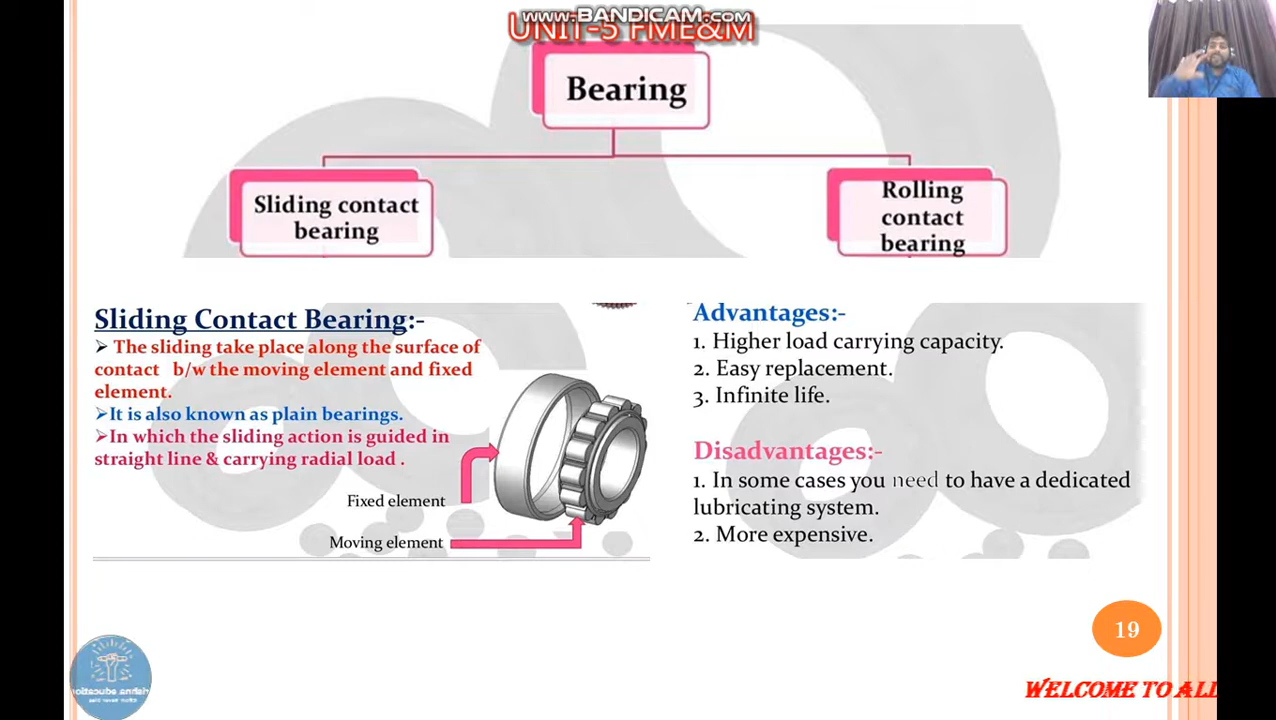 www.BANDICAM.com
UNIT-5 FME&M
Bearing
Sliding contact
bearing
Rolling
contact
bearing
Sliding Contact Bearing:-
➢ The sliding take place along the surface of
contact b/w the moving element and fixed
element.
➢It is also known as plain bearings.
➢In which the sliding action is guided in
straight line & carrying radial load .
Fixed element
Moving element
Advantages:-
1. Higher load carrying capacity.
2. Easy replacement.
3. Infinite life.
Disadvantages:-
1. In some cases you need to have a dedicated
lubricating system.
2. More expensive.
19
WELCOME TO ALL